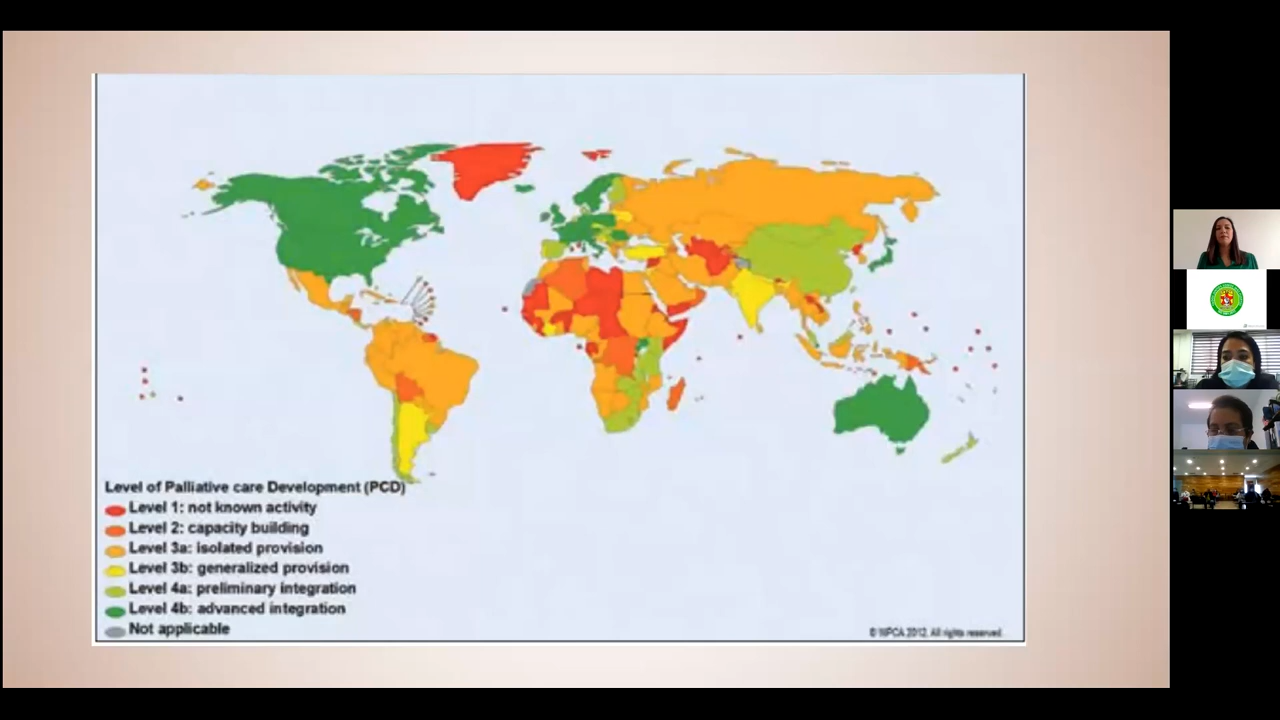 Level of Palliative care Development (PCD)
Level 1: not known activity
Level 2: capacity building
Level 3a: isolated provision
Level 3b: generalized provision
Level 4a: preliminary integration
Level 4b: advanced integration
Not applicable
© WPCA 2012. All rights reserved.